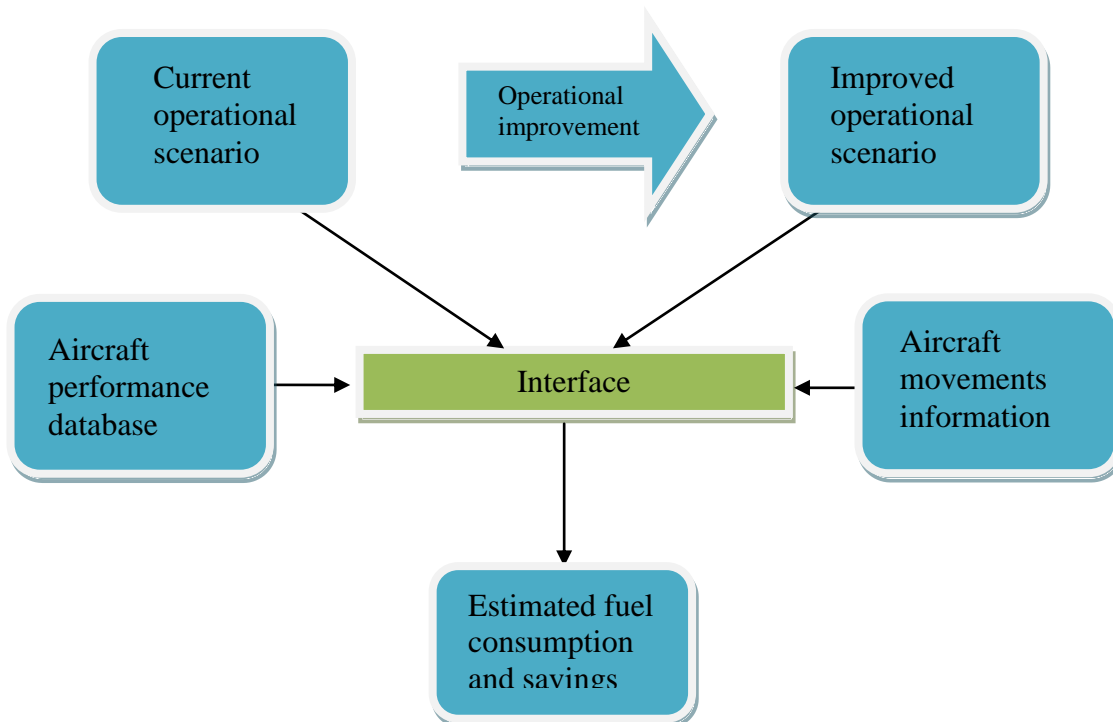 Current
operational
scenario
Operational
improvement
Improved
operational
scenario
Aircraft
performance
database
Interface
Aircraft
movements
information
Estimated fuel
consumption
and savings